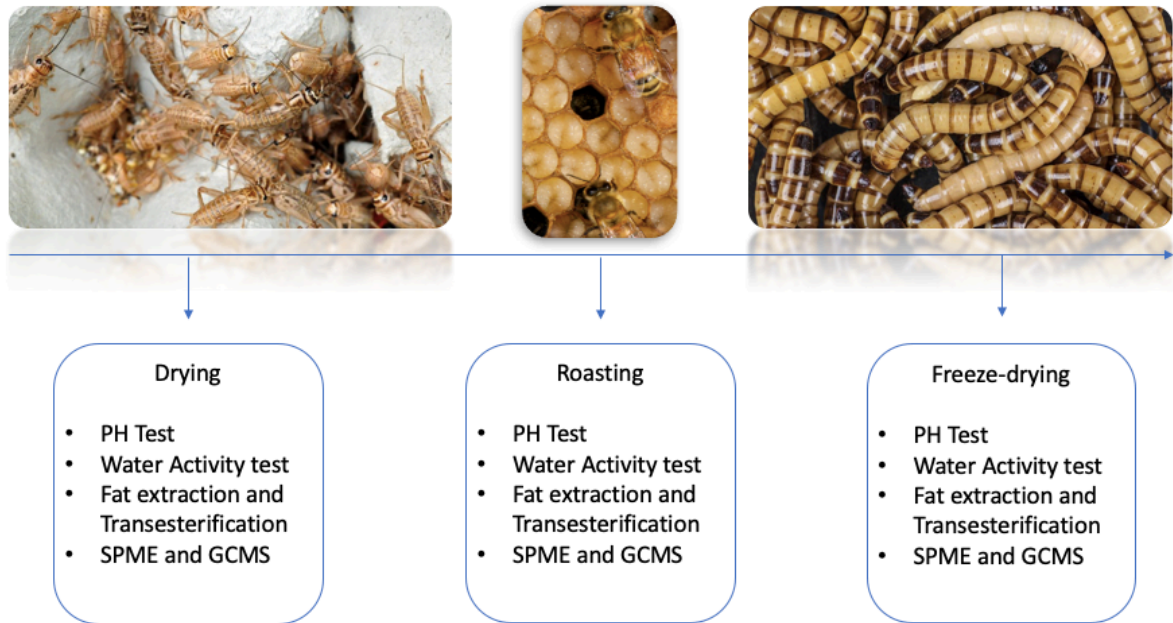 Drying
• PH Test
• Water Activity test
• Fat extraction and
Transesterification
• SPME and GCMS
Roasting
• PH Test
• Water Activity test
• Fat extraction and
Transesterification
• SPME and GCMS
Freeze-drying
• PH Test
• Water Activity test
• Fat extraction and
Transesterification
• SPME and GCMS